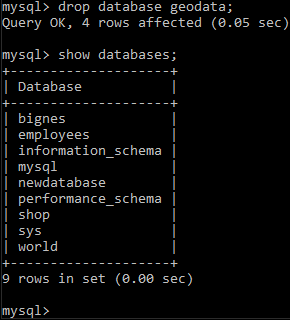 mysql> drop database geodata;
Query OK, 4 rows affected (0.05 sec)
mysql> show databases;
+--------------------+
| Database           |
+--------------------+
| bignes             |
| employees          |
| information_schema |
| mysql              |
| newdatabase        |
| performance_schema |
| shop               |
| sys                |
| world              |
+--------------------+
9 rows in set (0.00 sec)
mysql>